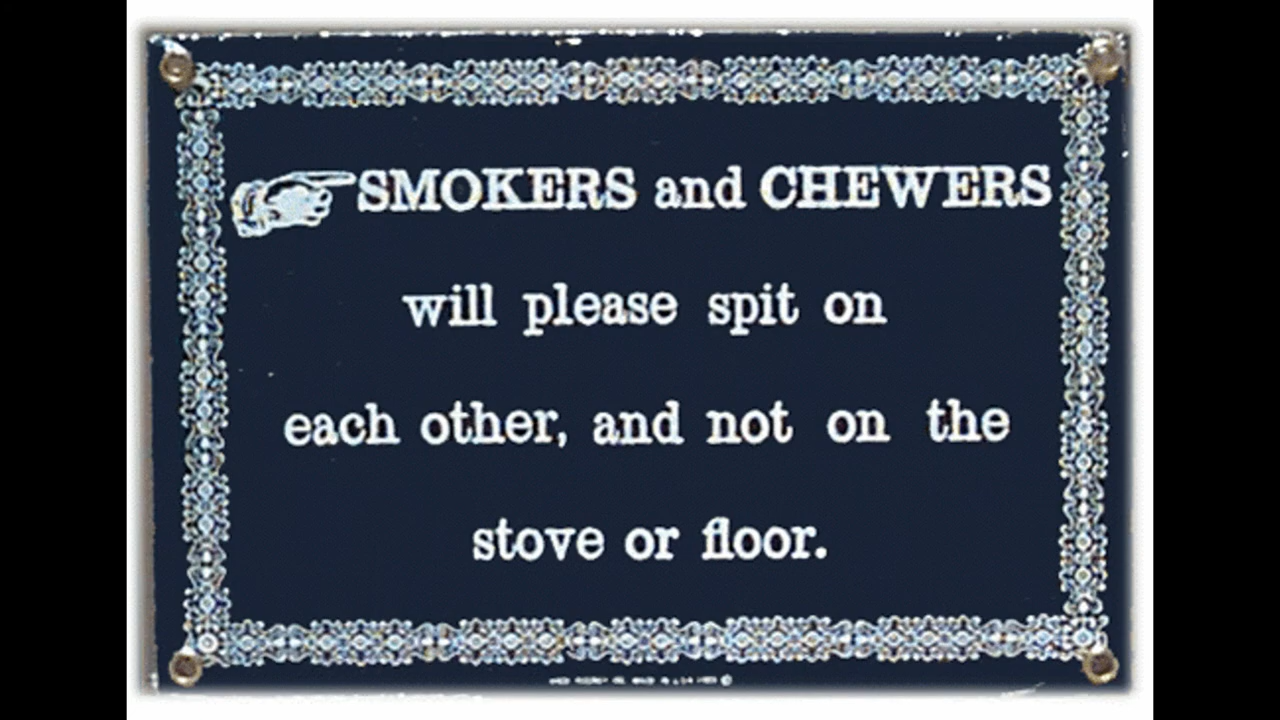 SMOKERS and CHEWERS
will please spit on
each other, and not on the
stove or floor.